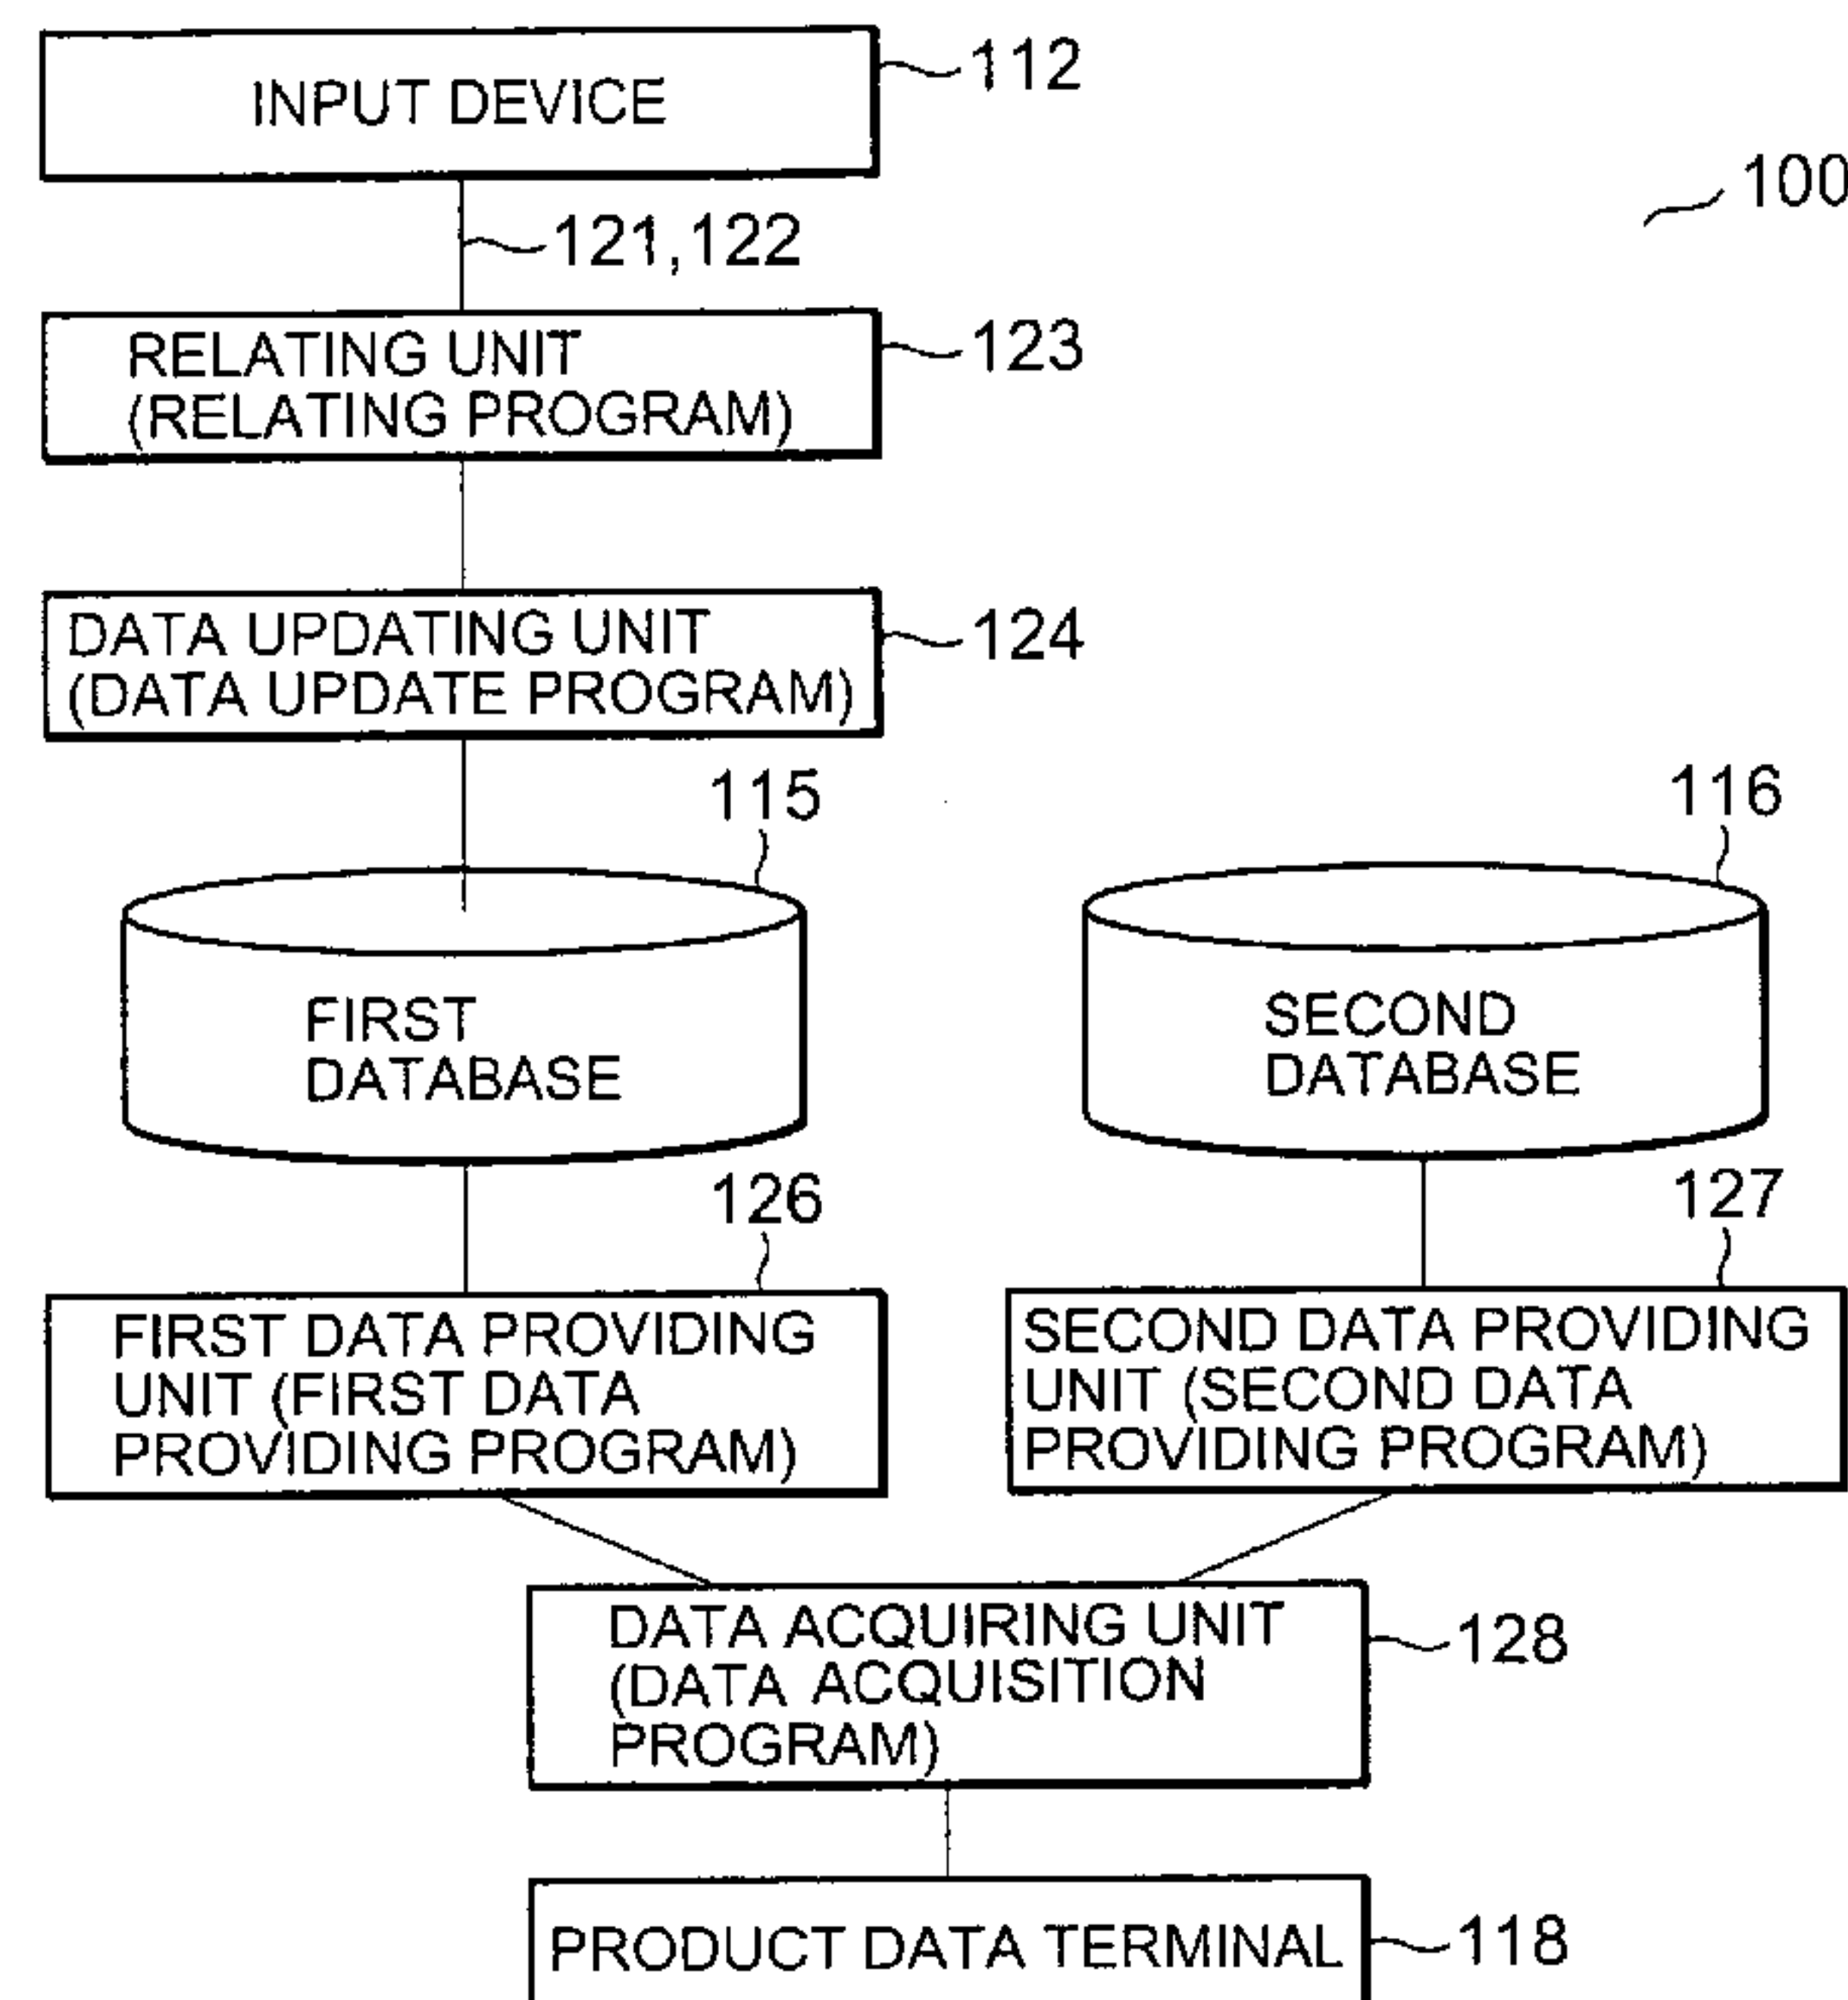 INPUT DEVICE
112
100
121,122
RELATING UNIT
(RELATING PROGRAM)
123
DATA UPDATING UNIT
(DATA UPDATE PROGRAM)
124
115
116
FIRST
DATABASE
SECOND
DATABASE
126
127
FIRST DATA PROVIDING
UNIT (FIRST DATA
PROVIDING PROGRAM)
SECOND DATA PROVIDING
UNIT (SECOND DATA
PROVIDING PROGRAM)
DATA ACQUIRING UNIT
(DATA ACQUISITION
PROGRAM)
128
PRODUCT DATA TERMINAL
118